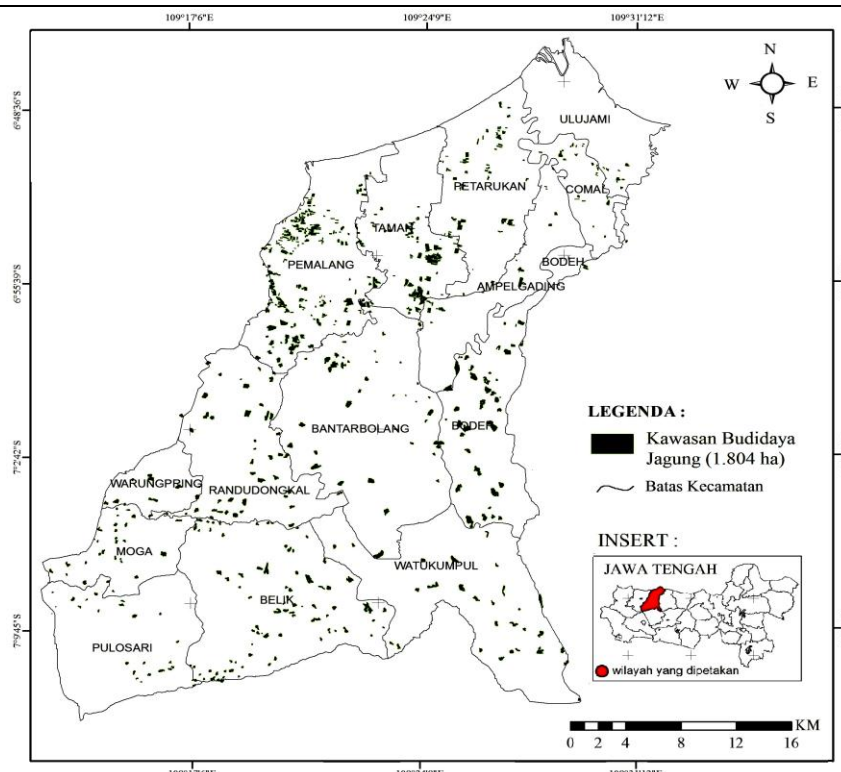 109°17'6"E 109°24'9"E 109°31'12"E
N
W E
S
6°48'36"S
ULUJAMI
PETARUKAN
COMAL
TAMAN
PEMALANG
BODEH
6°55'39"S
AMPELGADING
LEGENDA :
BANTARBOLANG
BODEH
Kawasan Budidaya
Jagung (1.804 ha)
7°2'42"S
WARUNGPRING
RANDUDONGKAL
Batas Kecamatan
INSERT :
MOGA
WATUKUMPUL
JAWA TENGAH
BELIK
7°9'45"S
PULOSARI
wilayah yang dipetakan
KM
0 2 4 8 12 16